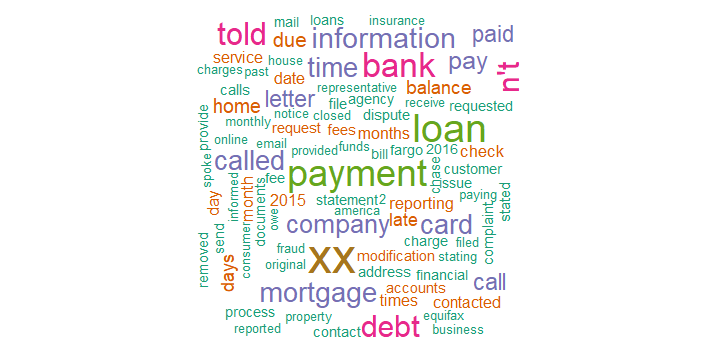 mail loans insurance
told due information paid
service house time bank pay n't
charges past date representative balance
calls letter file agency receive requested
home notice closed dispute
monthly request fees months loan
provide online email provided funds bill fargo 2016 check
spoke called payment chase customer
fee issue
day informed month documents 2015 statement2 reporting paying stated
owe america late
send consumer company card complaint
removed fraud xx charge filed
original modification stating
days address financial
mortgage accounts call
times contacted
process property equifax
reported contact debt business